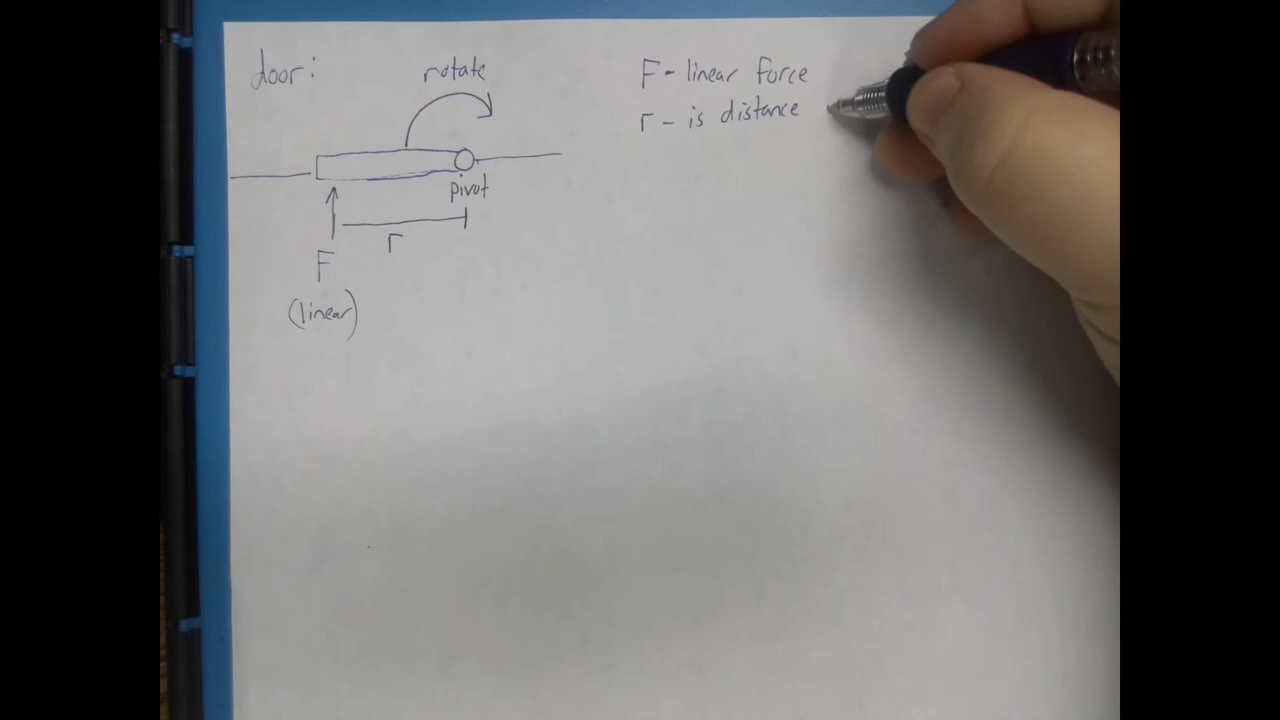 door:
rotate
pivot
r
F
(linear)
F - linear force
r - is distance